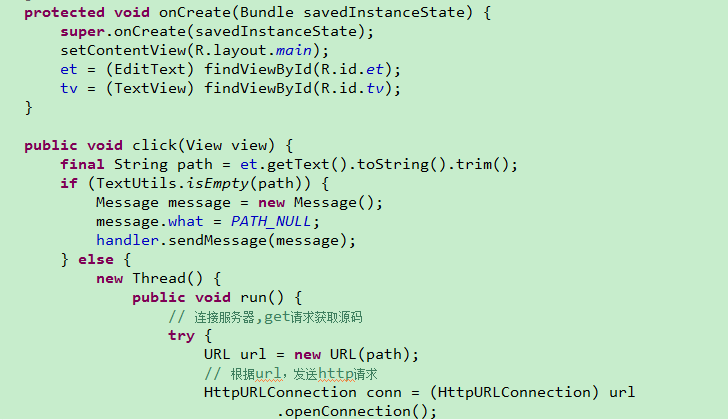 protected void onCreate(Bundle savedInstanceState) {
super.onCreate(savedInstanceState);
setContentView(R.layout.main);
et = (EditText) findViewById(R.id.et);
tv = (TextView) findViewById(R.id.tv);
}
public void click(View view) {
final String path = et.getText().toString().trim();
if (TextUtils.isEmpty(path)) {
Message message = new Message();
message.what = PATH_NULL;
handler.sendMessage(message);
} else {
new Thread() {
public void run() {
// 连接服务器,get请求获取源码
try {
URL url = new URL(path);
// 根据url，发送http请求
HttpURLConnection conn = (HttpURLConnection) url
.openConnection();